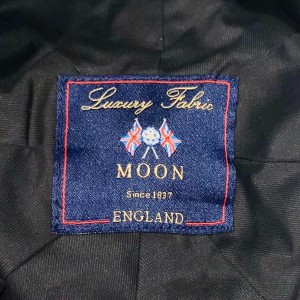 Luxury Fabric
MOON
Since 1837
ENGLAND